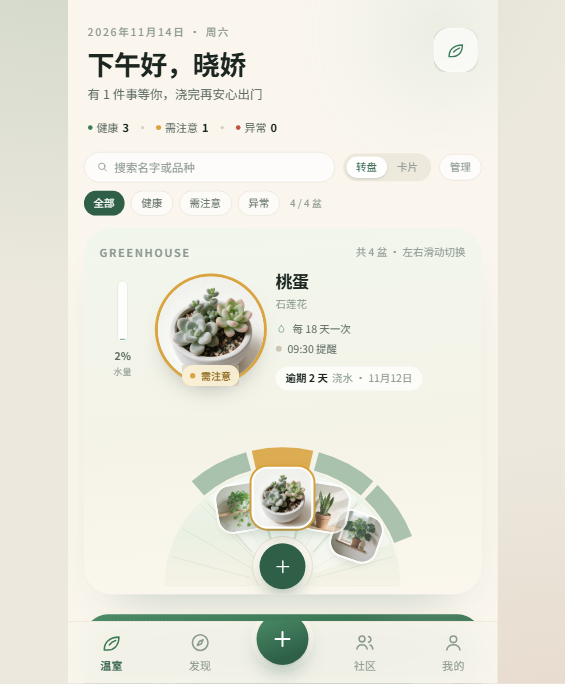 2026年11月14日 · 周六
下午好，晓娇
有 1 件事等你，浇完再安心出门
健康 3 · 需注意 1 · 异常 0
搜索名字或品种
转盘 卡片 管理
全部 健康 需注意 异常 4 / 4 盆
GREENHOUSE 共 4 盆 · 左右滑动切换
桃蛋
石莲花
每 18 天一次
09:30 提醒
2%
水量
需注意
逾期 2 天 浇水 · 11月12日
温室 发现 社区 我的